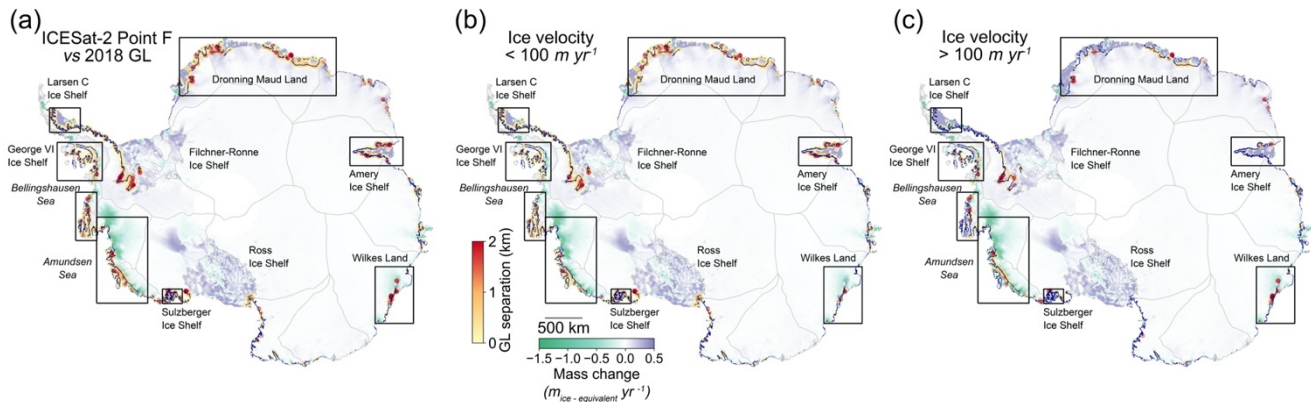 (a)
ICESat-2 Point F
vs 2018 GL
Larsen C
Ice Shelf
Dronning Maud Land
George VI
Ice Shelf
Filchner-Ronne
Ice Shelf
Amery
Ice Shelf
Bellingshausen
Sea
Amundsen
Sea
Ross
Ice Shelf
Wilkes Land
Sulzberger
Ice Shelf
(b)
Ice velocity
< 100 m yr⁻¹
Larsen C
Ice Shelf
Dronning Maud Land
George VI
Ice Shelf
Filchner-Ronne
Ice Shelf
Amery
Ice Shelf
Bellingshausen
Sea
Amundsen
Sea
Ross
Ice Shelf
Wilkes Land
Sulzberger
Ice Shelf
2
1
0
GL separation (km)
500 km
-1.5 -1.0 -0.5 0.0 0.5
Mass change
(m ice - equivalent yr⁻¹)
(c)
Ice velocity
> 100 m yr⁻¹
Larsen C
Ice Shelf
Dronning Maud Land
George VI
Ice Shelf
Filchner-Ronne
Ice Shelf
Amery
Ice Shelf
Bellingshausen
Sea
Amundsen
Sea
Ross
Ice Shelf
Wilkes Land
Sulzberger
Ice Shelf